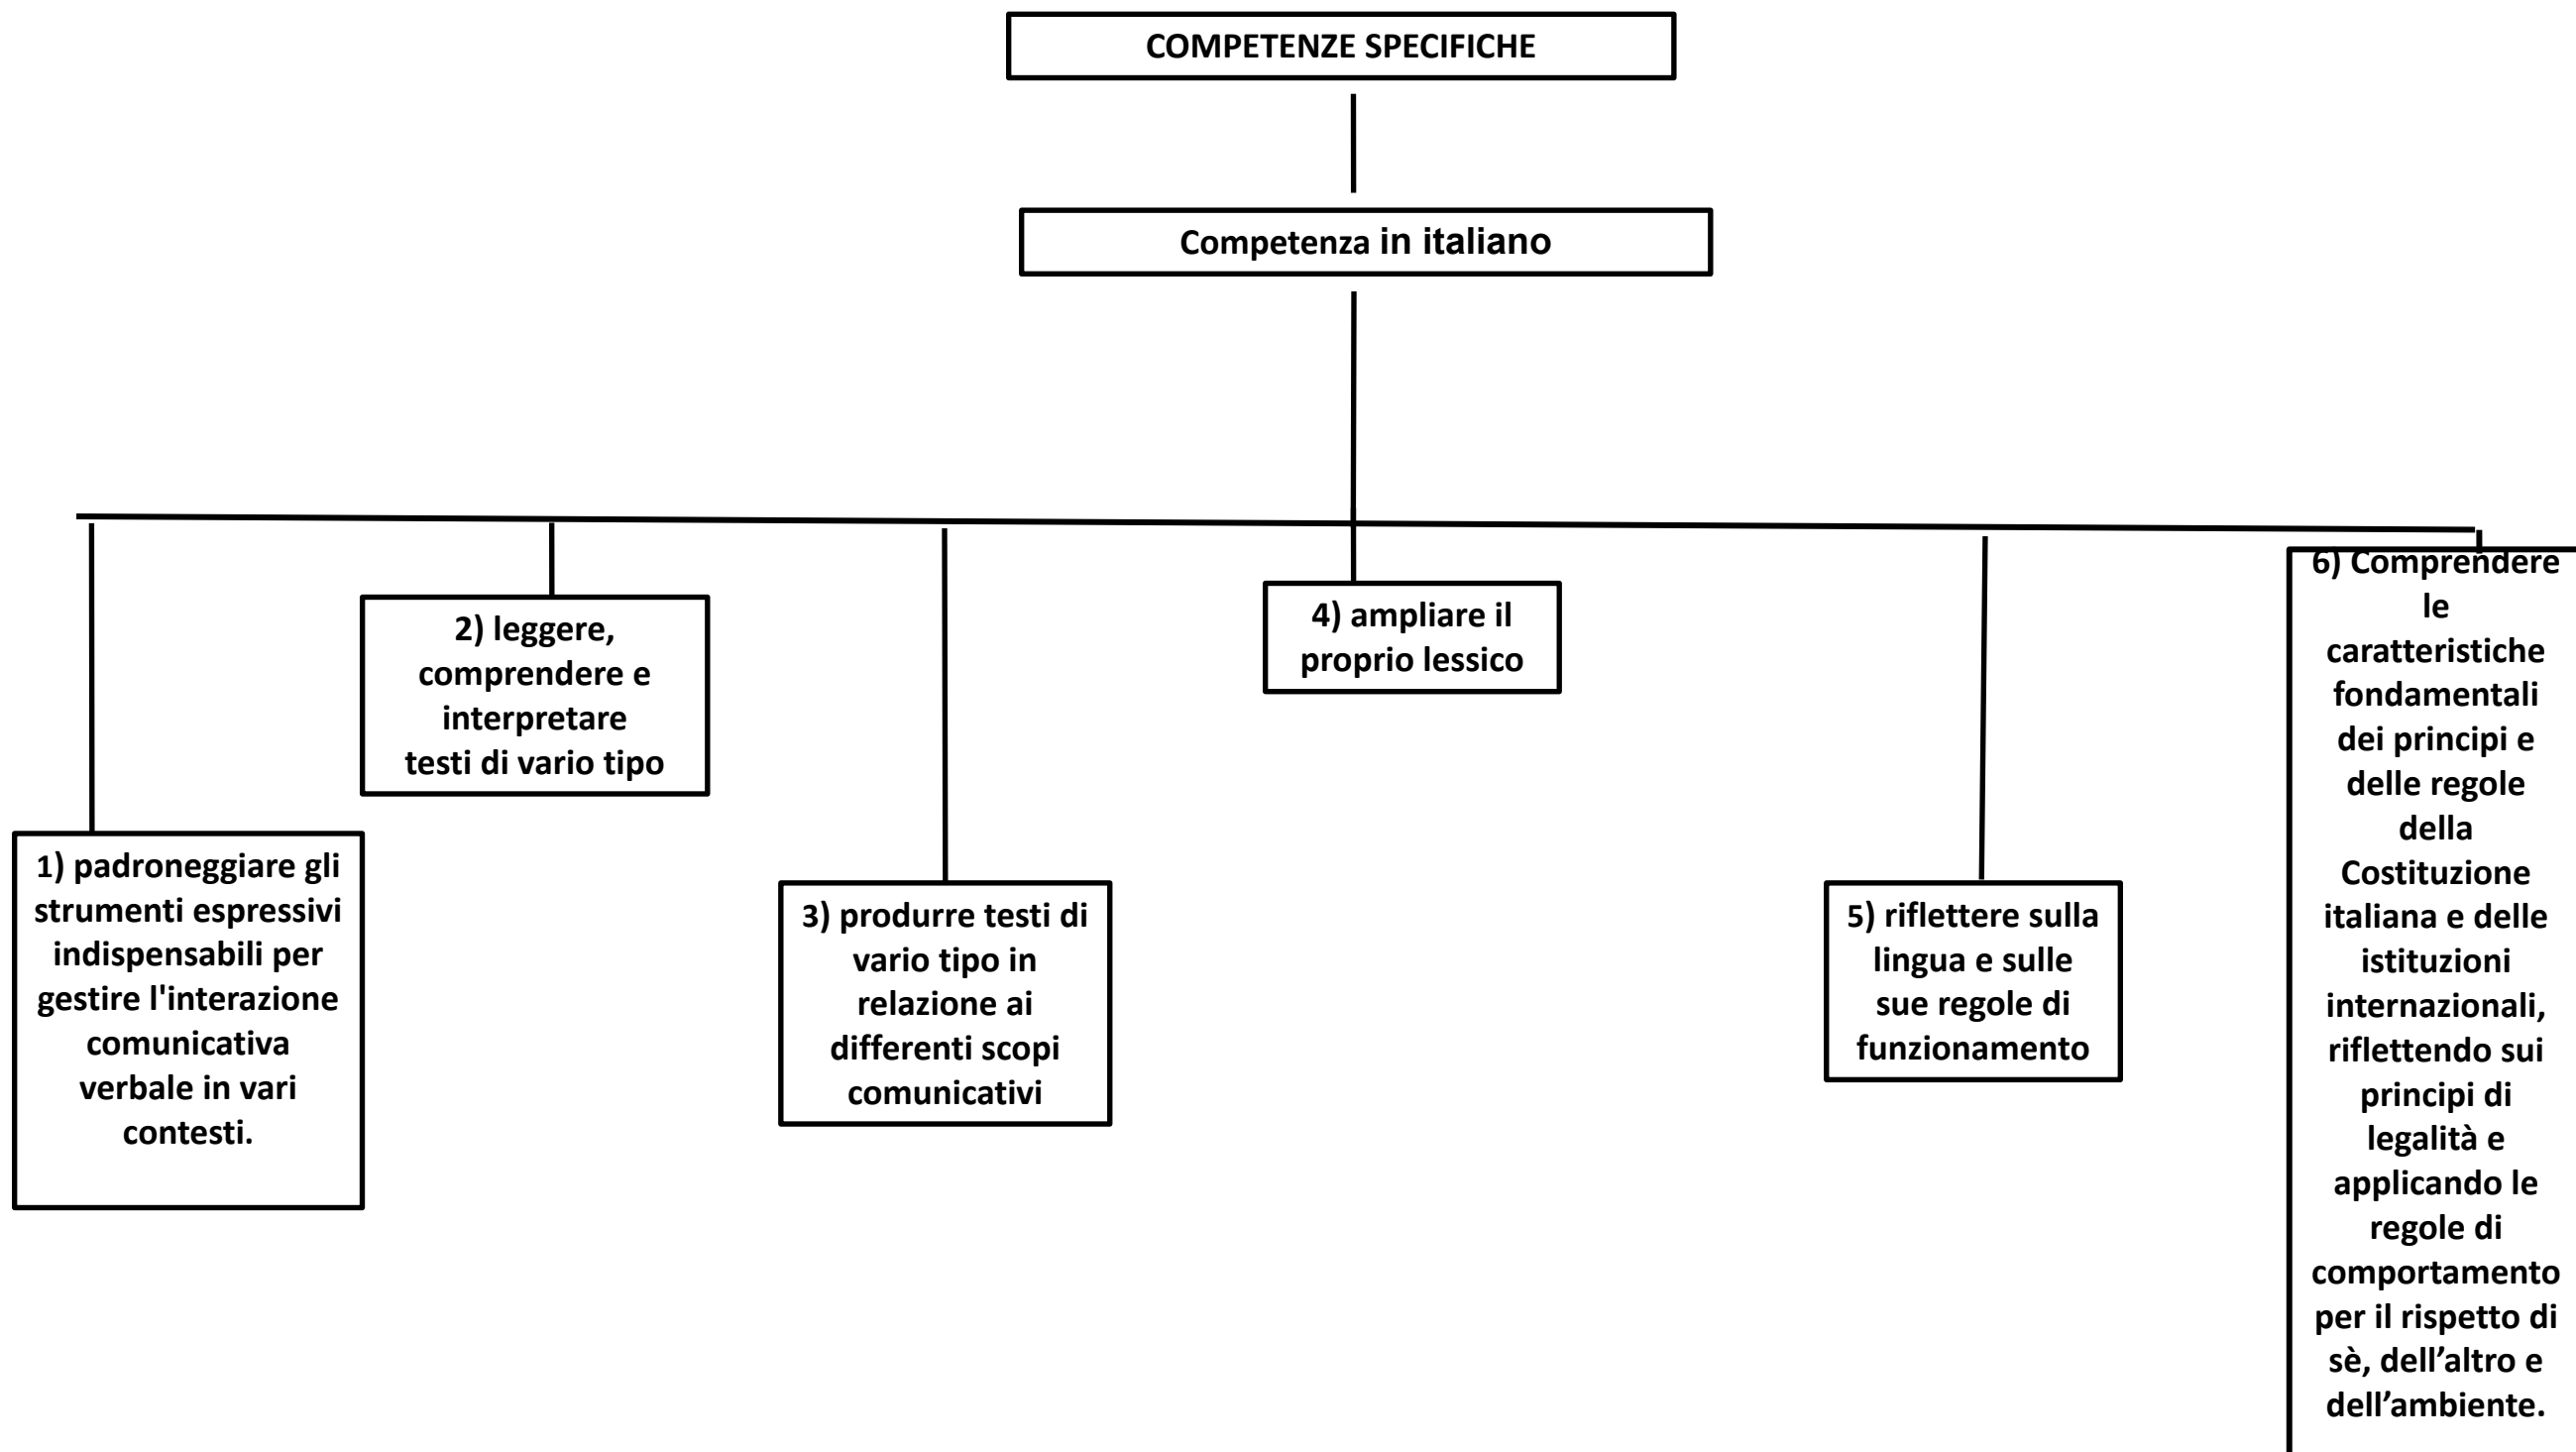 COMPETENZE SPECIFICHE
Competenza in italiano
1) padroneggiare gli
strumenti espressivi
indispensabili per
gestire l'interazione
comunicativa
verbale in vari
contesti.
2) leggere,
comprendere e
interpretare
testi di vario tipo
3) produrre testi di
vario tipo in
relazione ai
differenti scopi
comunicativi
4) ampliare il
proprio lessico
5) riflettere sulla
lingua e sulle
sue regole di
funzionamento
6) Comprendere
le
caratteristiche
fondamentali
dei principi e
delle regole
della
Costituzione
italiana e delle
istituzioni
internazionali,
riflettendo sui
principi di
legalità e
applicando le
regole di
comportamento
per il rispetto di
sè, dell’altro e
dell’ambiente.